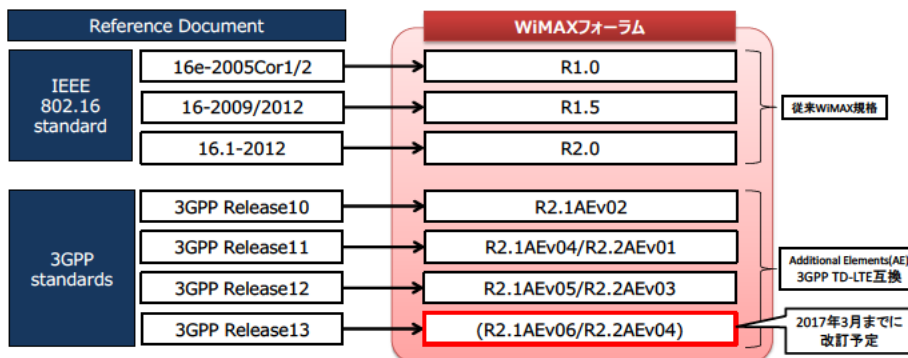 Reference Document
WiMAXフォーラム
IEEE
802.16
standard
16e-2005Cor1/2
R1.0
16-2009/2012
R1.5
16.1-2012
R2.0
従来WiMAX規格
3GPP
standards
3GPP Release10
R2.1AEv02
3GPP Release11
R2.1AEv04/R2.2AEv01
3GPP Release12
R2.1AEv05/R2.2AEv03
3GPP Release13
(R2.1AEv06/R2.2AEv04)
Additional Elements(AE)
3GPP TD-LTE互換
2017年3月までに
改訂予定